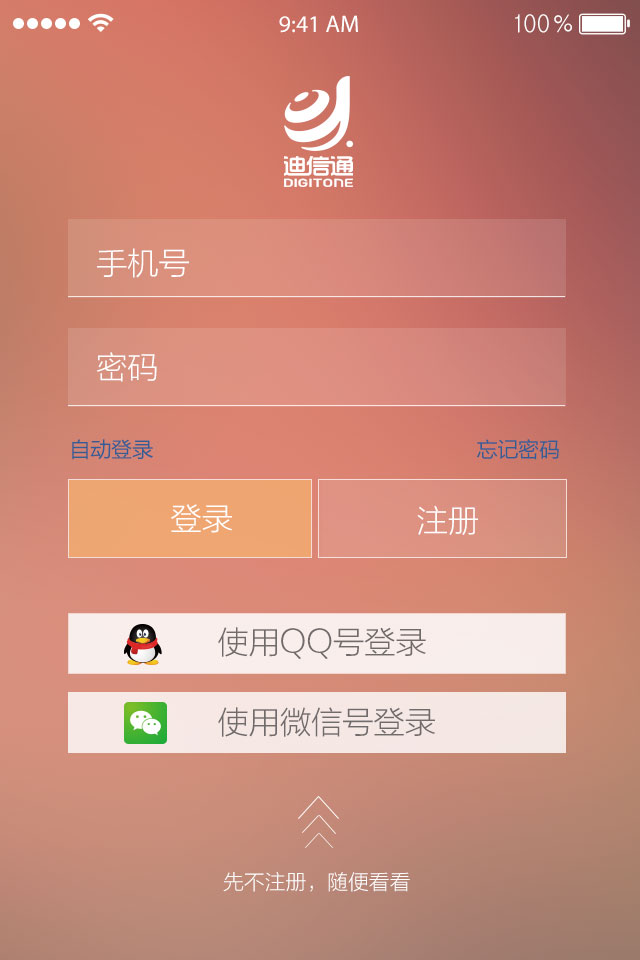 9:41 AM
100%
迪信通
DIGITONE
手机号
密码
自动登录
忘记密码
登录
注册
使用QQ号登录
使用微信号登录
先不注册，随便看看